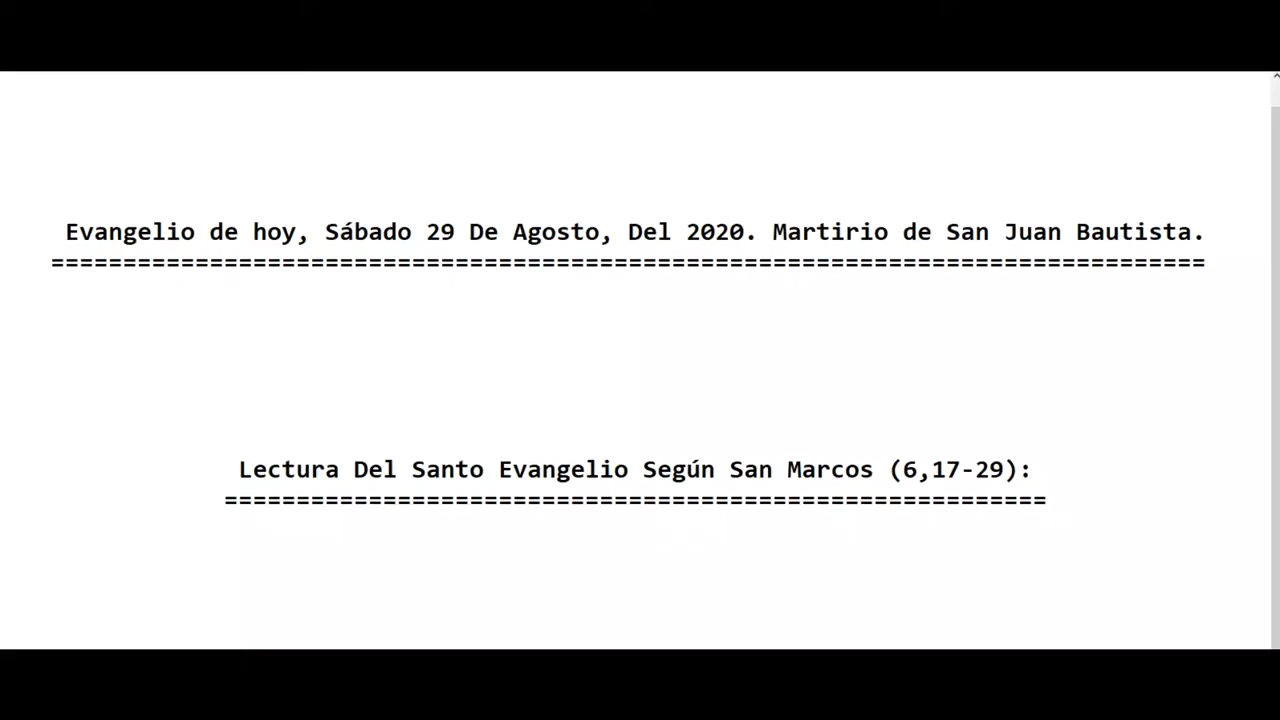 Evangelio de hoy, Sábado 29 De Agosto, Del 2020. Martirio de San Juan Bautista.
================================================================================
Lectura Del Santo Evangelio Según San Marcos (6,17-29):
=========================================================